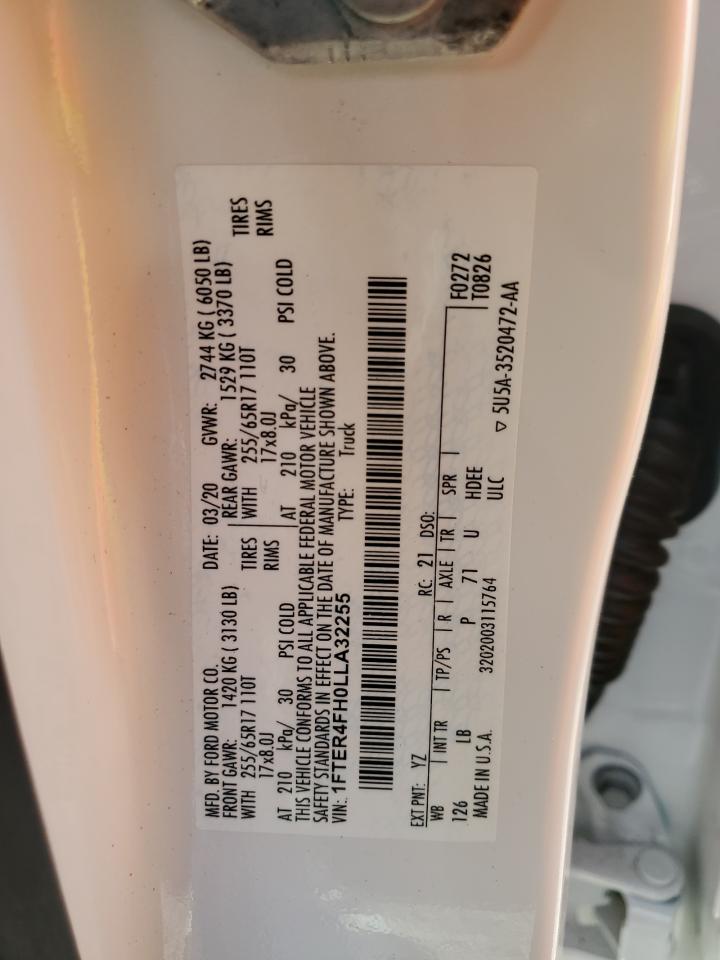 MFD. BY FORD MOTOR CO. DATE: 03/20 GVWR: 2744 KG ( 6050 LB)
FRONT GAWR: 1420 KG ( 3130 LB) REAR GAWR: 1529 KG ( 3370 LB)
WITH 255/65R17 110T TIRES WITH 255/65R17 110T TIRES
17x8.0J RIMS 17x8.0J RIMS
AT 210 kPa/ 30 PSI COLD AT 210 kPa/ 30 PSI COLD
THIS VEHICLE CONFORMS TO ALL APPLICABLE FEDERAL MOTOR VEHICLE
SAFETY STANDARDS IN EFFECT ON THE DATE OF MANUFACTURE SHOWN ABOVE.
VIN: 1FTER4FH0LLA32255 TYPE: Truck
EXT PNT: YZ RC: 21 DSO:
WB INT TR TP/PS R AXLE TR SPR F0272
126 LB P 71 U HDEE T0826
MADE IN U.S.A. 3202003115764 ULC
▽ 5U5A-3520472-AA